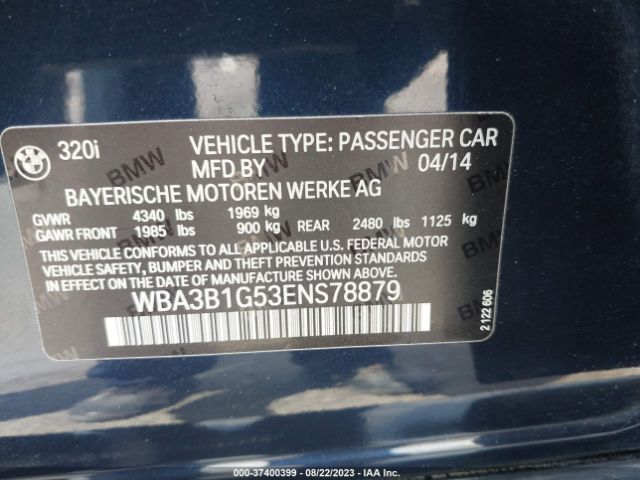 BMW 320i VEHICLE TYPE: PASSENGER CAR
MFD BY 04/14
BAYERISCHE MOTOREN WERKE AG
GVWR 4340 lbs 1969 kg
GAWR FRONT 1985 lbs 900 kg REAR 2480 lbs 1125 kg
THIS VEHICLE CONFORMS TO ALL APPLICABLE U.S. FEDERAL MOTOR
VEHICLE SAFETY, BUMPER AND THEFT PREVENTION STANDARDS
IN EFFECT ON THE DATE OF MANUFACTURE SHOWN ABOVE.
WBA3B1G53ENS78879
2 122 606
000-37400399 - 08/22/2023 - IAA Inc.